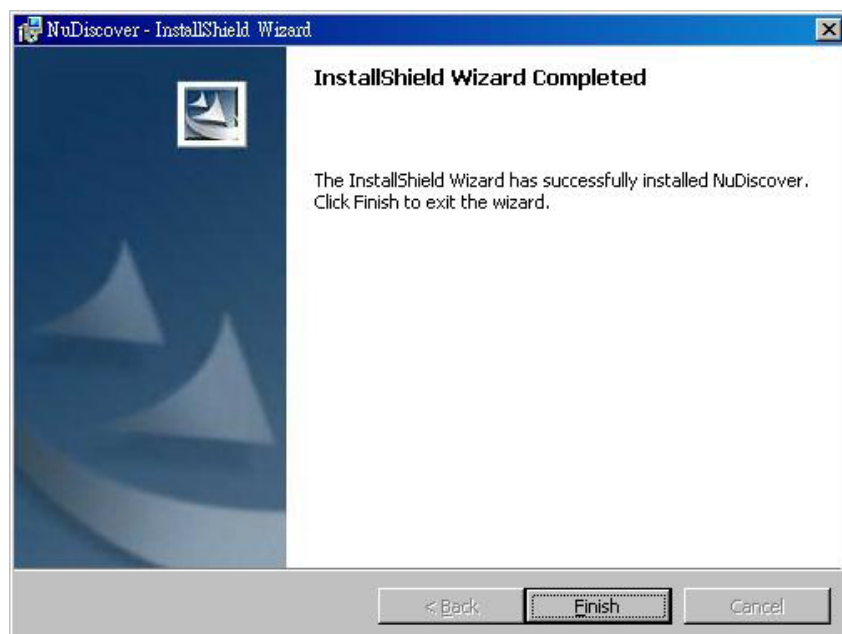 NuDiscover - InstallShield Wizard
InstallShield Wizard Completed
The InstallShield Wizard has successfully installed NuDiscover.
Click Finish to exit the wizard.
< Back
Finish
Cancel